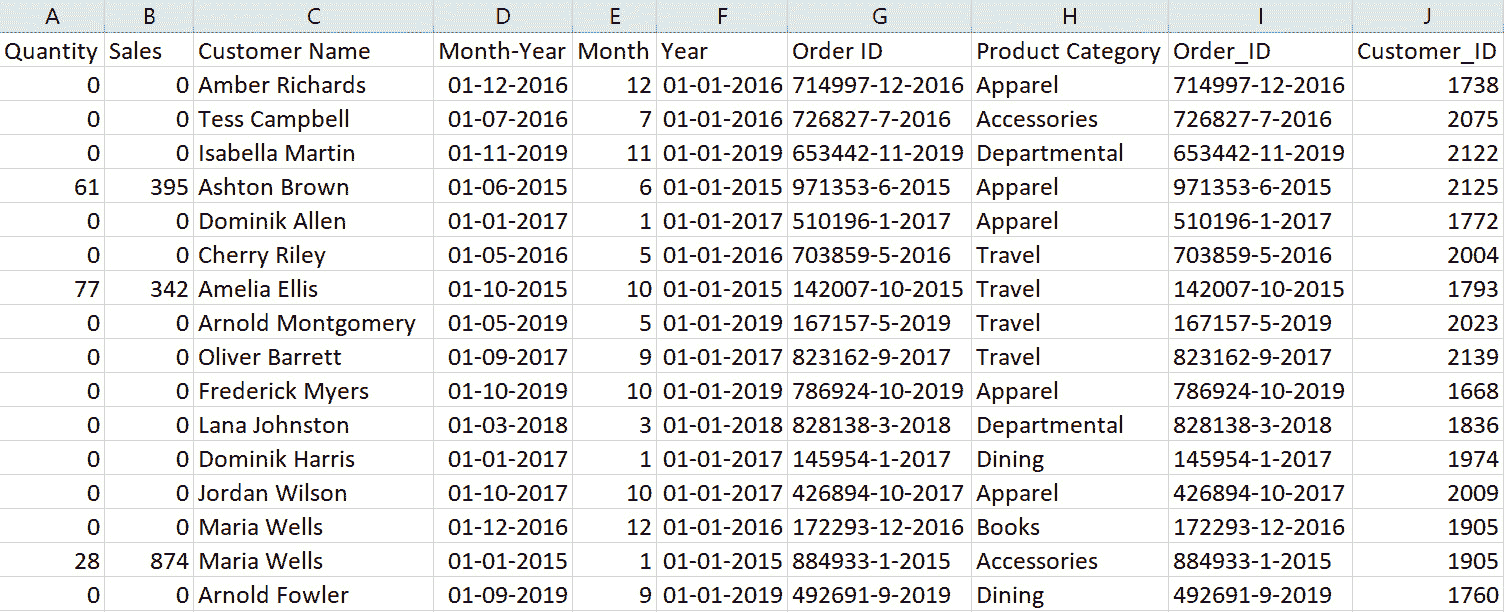 A B C D E F G H I J
Quantity Sales Customer Name Month-Year Month Year Order ID Product Category Order_ID Customer_ID
0 0 Amber Richards 01-12-2016 12 01-01-2016 714997-12-2016 Apparel 714997-12-2016 1738
0 0 Tess Campbell 01-07-2016 7 01-01-2016 726827-7-2016 Accessories 726827-7-2016 2075
0 0 Isabella Martin 01-11-2019 11 01-01-2019 653442-11-2019 Departmental 653442-11-2019 2122
61 395 Ashton Brown 01-06-2015 6 01-01-2015 971353-6-2015 Apparel 971353-6-2015 2125
0 0 Dominik Allen 01-01-2017 1 01-01-2017 510196-1-2017 Apparel 510196-1-2017 1772
0 0 Cherry Riley 01-05-2016 5 01-01-2016 703859-5-2016 Travel 703859-5-2016 2004
77 342 Amelia Ellis 01-10-2015 10 01-01-2015 142007-10-2015 Travel 142007-10-2015 1793
0 0 Arnold Montgomery 01-05-2019 5 01-01-2019 167157-5-2019 Travel 167157-5-2019 2023
0 0 Oliver Barrett 01-09-2017 9 01-01-2017 823162-9-2017 Travel 823162-9-2017 2139
0 0 Frederick Myers 01-10-2019 10 01-01-2019 786924-10-2019 Apparel 786924-10-2019 1668
0 0 Lana Johnston 01-03-2018 3 01-01-2018 828138-3-2018 Departmental 828138-3-2018 1836
0 0 Dominik Harris 01-01-2017 1 01-01-2017 145954-1-2017 Dining 145954-1-2017 1974
0 0 Jordan Wilson 01-10-2017 10 01-01-2017 426894-10-2017 Apparel 426894-10-2017 2009
0 0 Maria Wells 01-12-2016 12 01-01-2016 172293-12-2016 Books 172293-12-2016 1905
28 874 Maria Wells 01-01-2015 1 01-01-2015 884933-1-2015 Accessories 884933-1-2015 1905
0 0 Arnold Fowler 01-09-2019 9 01-01-2019 492691-9-2019 Dining 492691-9-2019 1760